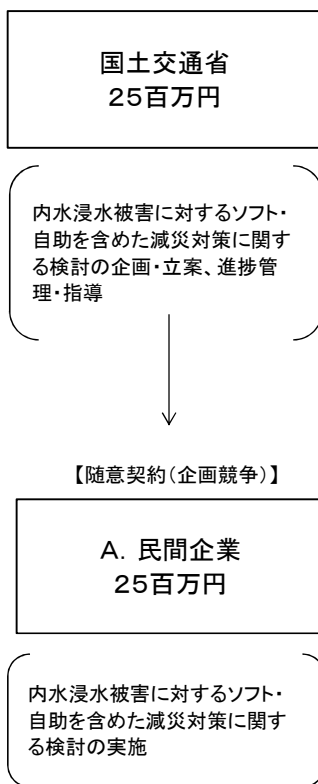 国土交通省
25百万円
内水浸水被害に対するソフト・
自助を含めた減災対策に関す
る検討の企画・立案、進捗管
理・指導
【随意契約(企画競争)】
A. 民間企業
25百万円
内水浸水被害に対するソフト・
自助を含めた減災対策に関す
る検討の実施